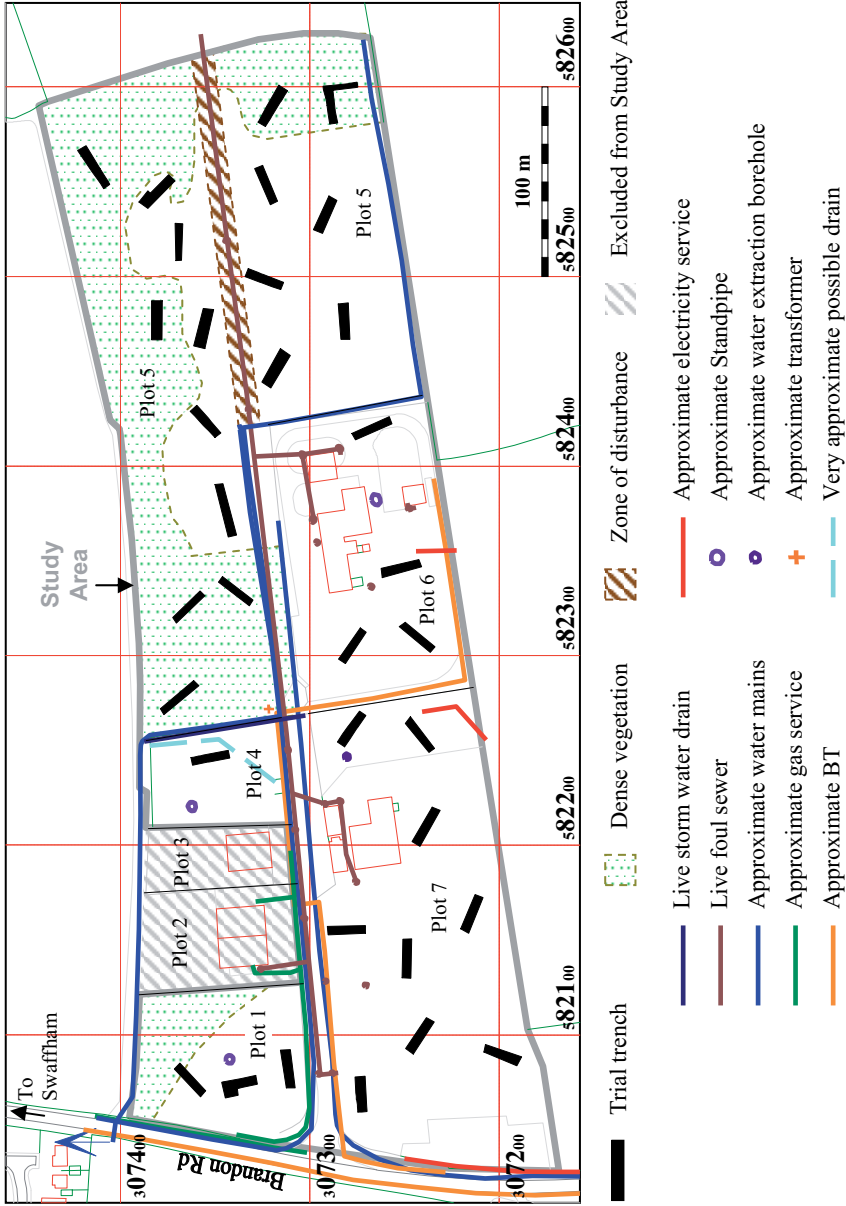 To
Swaffham
Study
Area
Plot 5
Plot 5
Plot 3
Plot 2
Plot 4
Plot 1
Plot 6
Plot 7
Brandon Rd
100 m
307400
307300
307200
582100
582200
582300
582400
582500
582600
Trial trench
Dense vegetation
Zone of disturbance
Excluded from Study Area
Live storm water drain
Live foul sewer
Approximate water mains
Approximate gas service
Approximate BT
Approximate electricity service
Approximate Standpipe
Approximate water extraction borehole
Approximate transformer
Very approximate possible drain